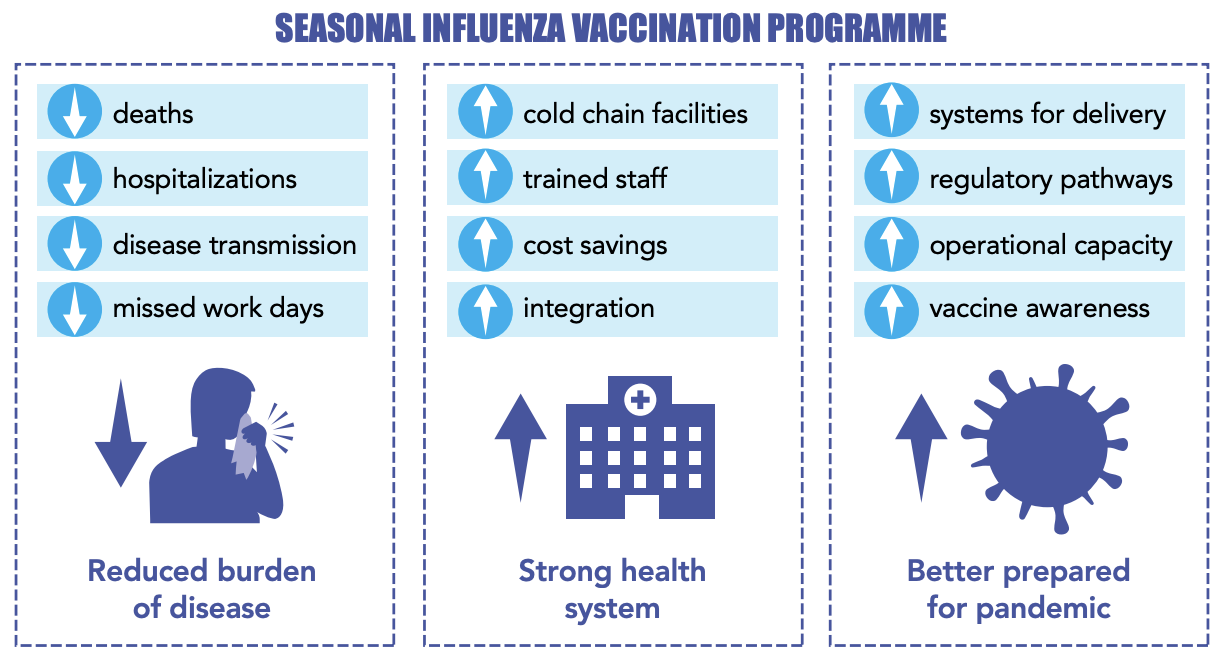 SEASONAL INFLUENZA VACCINATION PROGRAMME
deaths
hospitalizations
disease transmission
missed work days
Reduced burden
of disease
cold chain facilities
trained staff
cost savings
integration
Strong health
system
systems for delivery
regulatory pathways
operational capacity
vaccine awareness
Better prepared
for pandemic